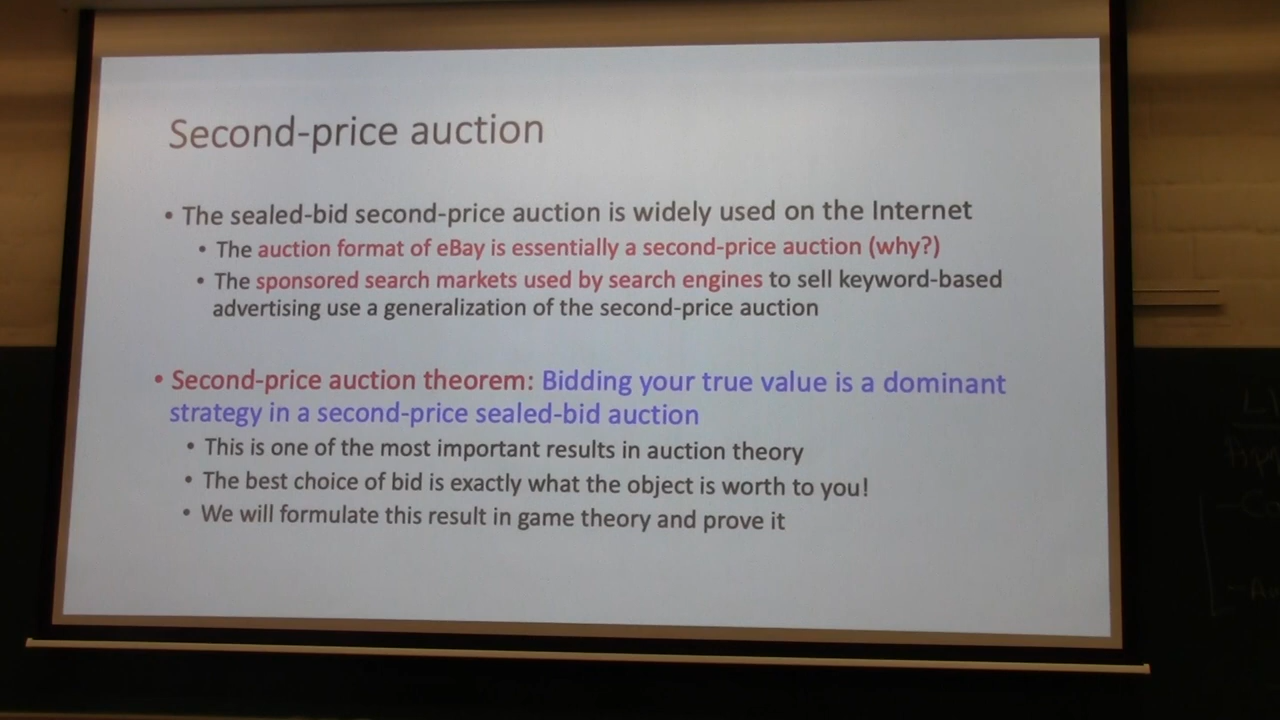 Second-price auction
• The sealed-bid second-price auction is widely used on the Internet
• The auction format of eBay is essentially a second-price auction (why?)
• The sponsored search markets used by search engines to sell keyword-based
advertising use a generalization of the second-price auction
• Second-price auction theorem: Bidding your true value is a dominant
strategy in a second-price sealed-bid auction
• This is one of the most important results in auction theory
• The best choice of bid is exactly what the object is worth to you!
• We will formulate this result in game theory and prove it